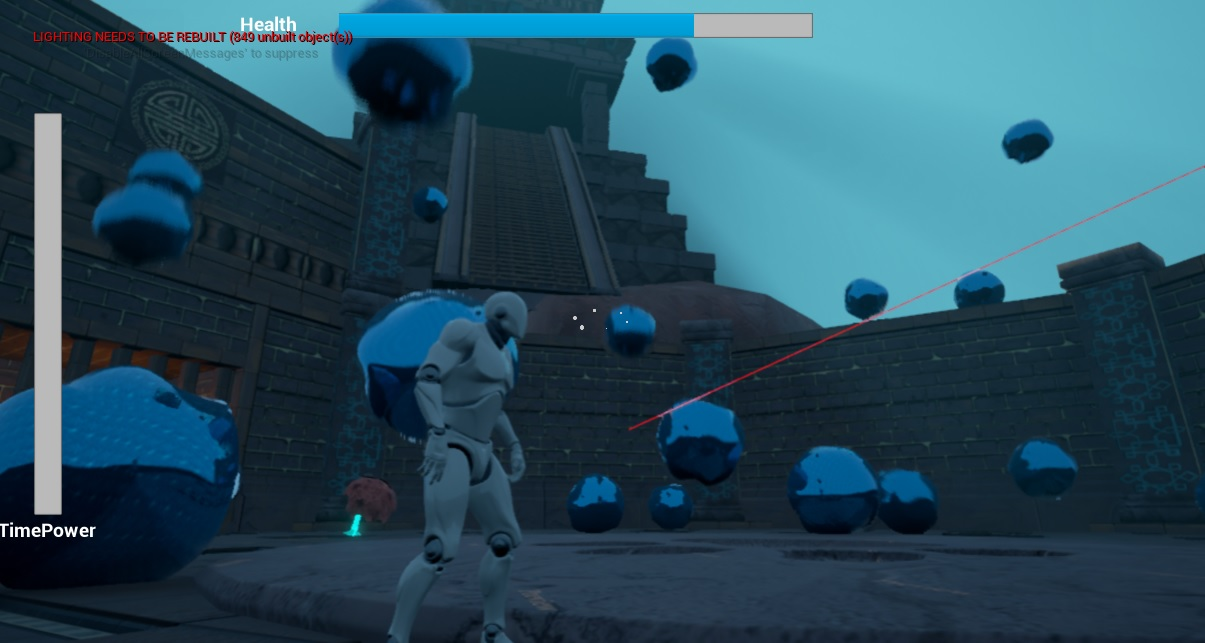 Health
LIGHTING NEEDS TO BE REBUILT (849 unbuilt object(s))
Messages' to suppress
TimePower